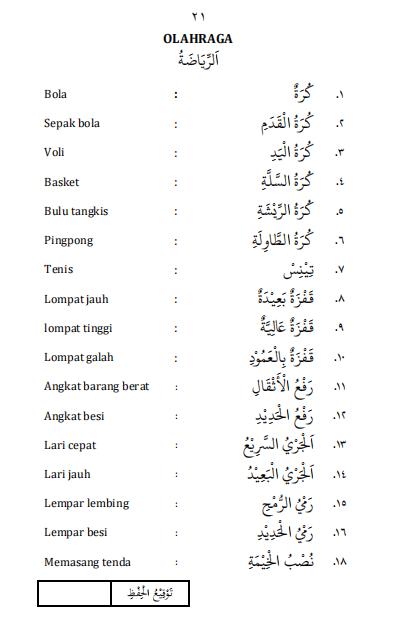 ٢١
OLAHRAGA
اَلرِّيَاضَةُ
Bola : كُرَةٌ .١
Sepak bola : كُرَةُ الْقَدَمِ .٢
Voli : كُرَةُ الْيَدِ .٣
Basket : كُرَةُ السَّلَّةِ .٤
Bulu tangkis : كُرَةُ الرِّيْشَةِ .٥
Pingpong : كُرَةُ الطَّاوِلَةِ .٦
Tenis : تِيْنِسْ .٧
Lompat jauh : قَفْزَةٌ بَعِيْدَةٌ .٨
lompat tinggi : قَفْزَةٌ عَالِيَّةٌ .٩
Lompat galah : قَفْزَةٌ بِالْعَمُوْدِ .١٠
Angkat barang berat : رَفْعُ الْأَثْقَالِ .١١
Angkat besi : رَفْعُ الْحَدِيْدِ .١٢
Lari cepat : اَلْجَرْيُ السَّرِيْعُ .١٣
Lari jauh : اَلْجَرْيُ الْبَعِيْدُ .١٤
Lempar lembing : رَمْيُ الرُّمْحِ .١٥
Lempar besi : رَمْيُ الْحَدِيْدِ .١٦
Memasang tenda : نُصْبُ الْخِيْمَةِ .١٨
تَوْقِيْعُ الْحِفْظِ